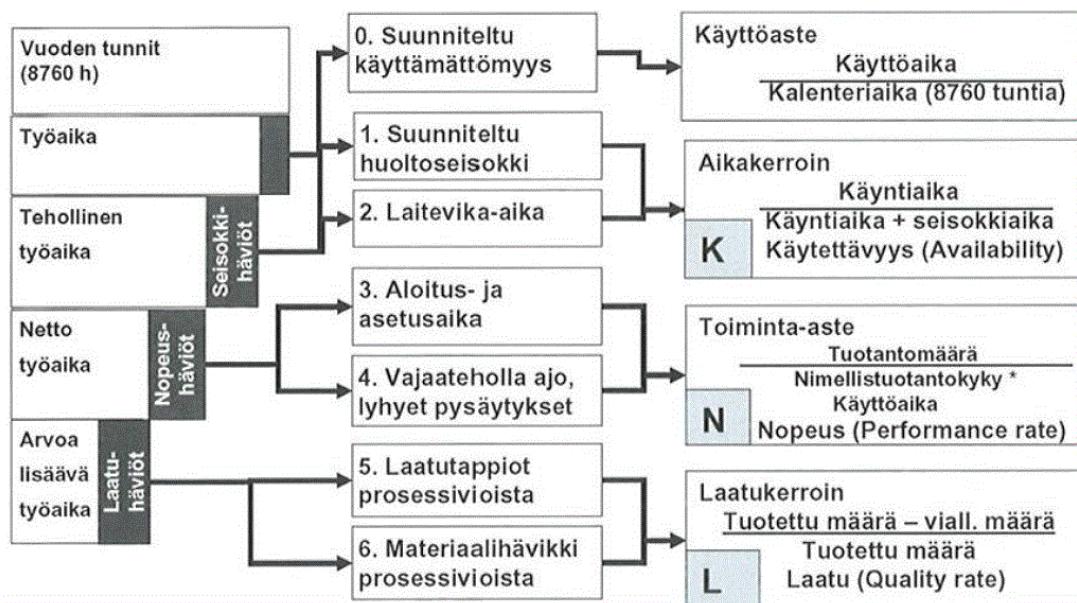 Vuoden tunnit
(8760 h)
Työaika
Tehollinen
työaika
Seisokki-
häviöt
Netto
työaika
Nopeus-
häviöt
Arvoa
lisäävä
työaika
Laatu-
häviöt
0. Suunniteltu
käyttämättömyys
1. Suunniteltu
huoltoseisokki
2. Laitevika-aika
3. Aloitus- ja
asetusaika
4. Vajaateholla ajo,
lyhyet pysäytykset
5. Laatutappiot
prosessivioista
6. Materiaalihävikki
prosessivioista
Käyttöaste
Käyttöaika
Kalenteriaika (8760 tuntia)
Aikakerroin
Käyntiaika
Käyntiaika + seisokkiaika
Käytettävyys (Availability)
K
Toiminta-aste
Tuotantomäärä
Nimellistuotantokyky *
Käyttöaika
Nopeus (Performance rate)
N
Laatukerroin
Tuotettu määrä – viall. määrä
Tuotettu määrä
Laatu (Quality rate)
L